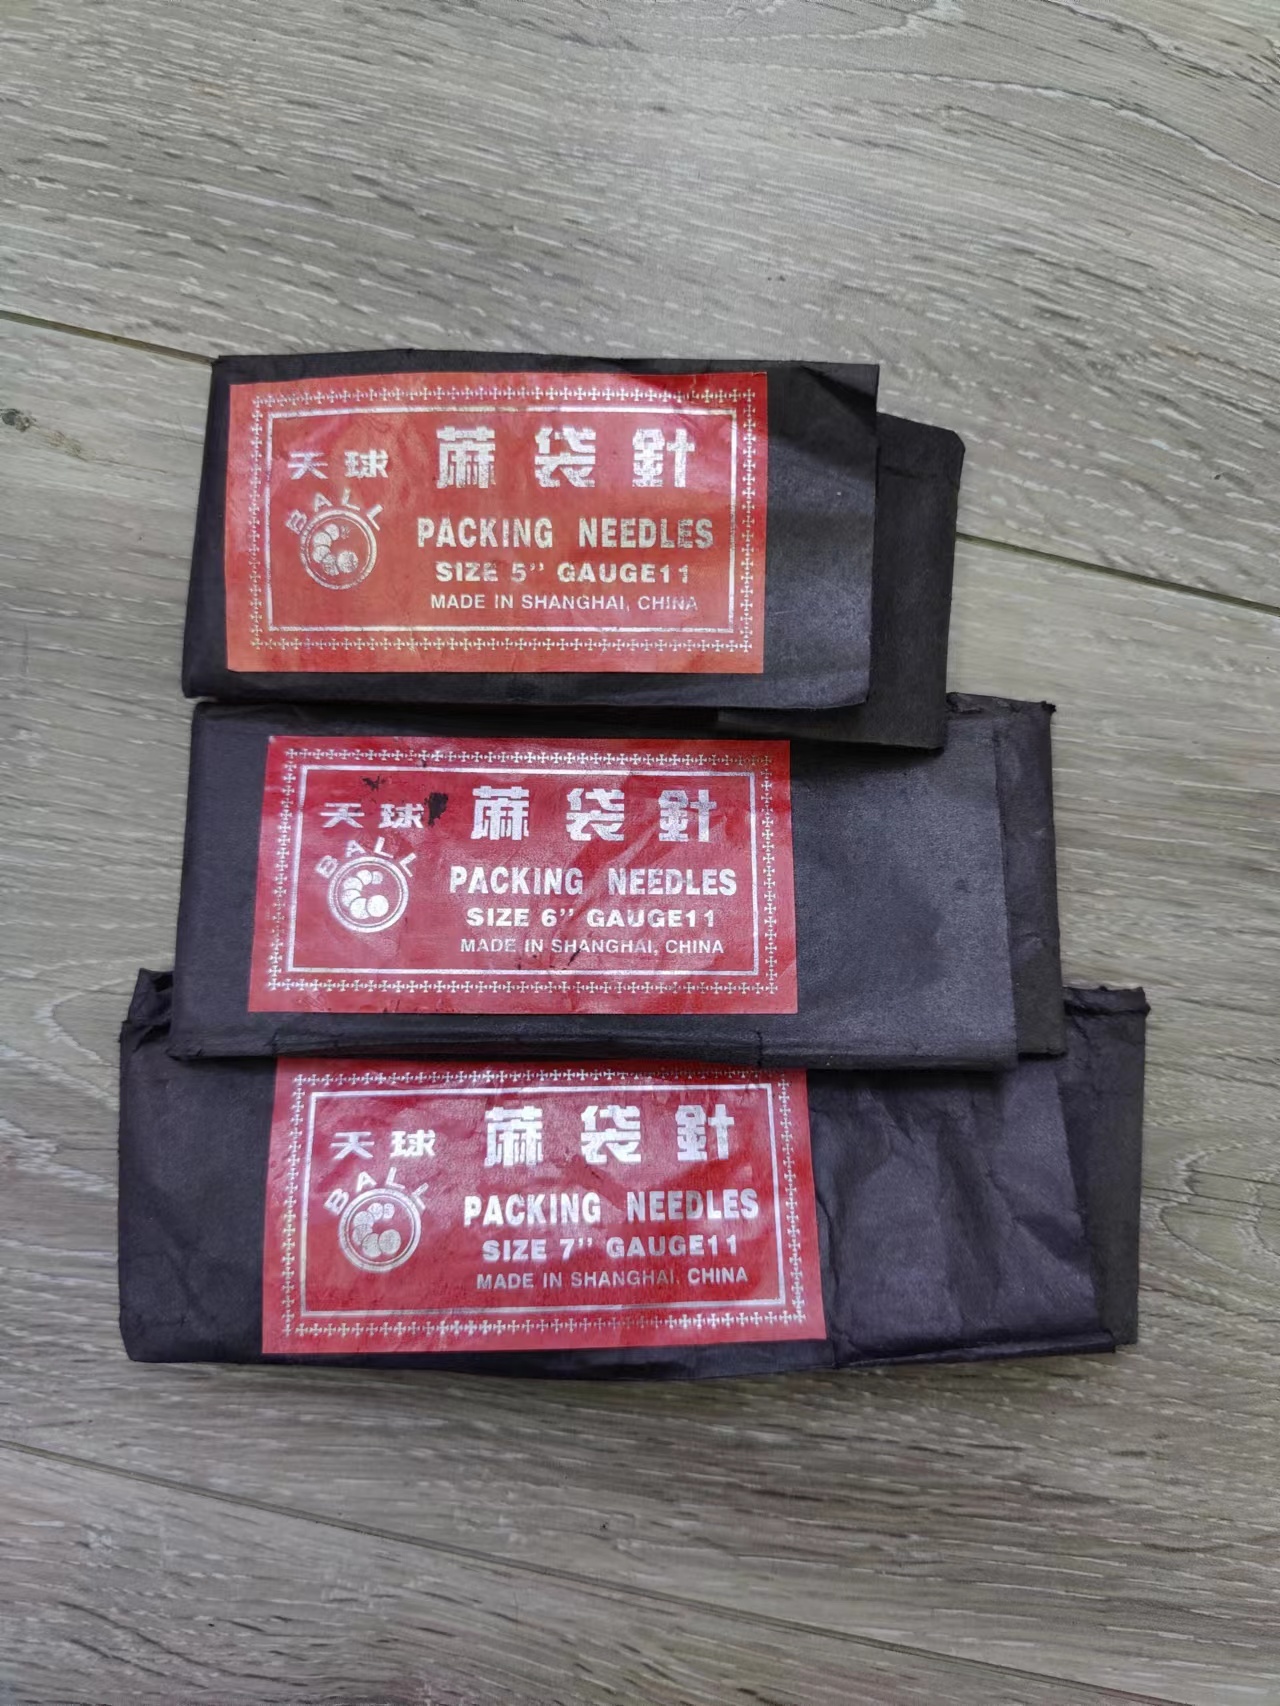 天球 麻袋針
BALL
PACKING NEEDLES
SIZE 5" GAUGE11
MADE IN SHANGHAI, CHINA
天球 麻袋針
BALL
PACKING NEEDLES
SIZE 6" GAUGE11
MADE IN SHANGHAI, CHINA
天球 麻袋針
BALL
PACKING NEEDLES
SIZE 7" GAUGE11
MADE IN SHANGHAI, CHINA